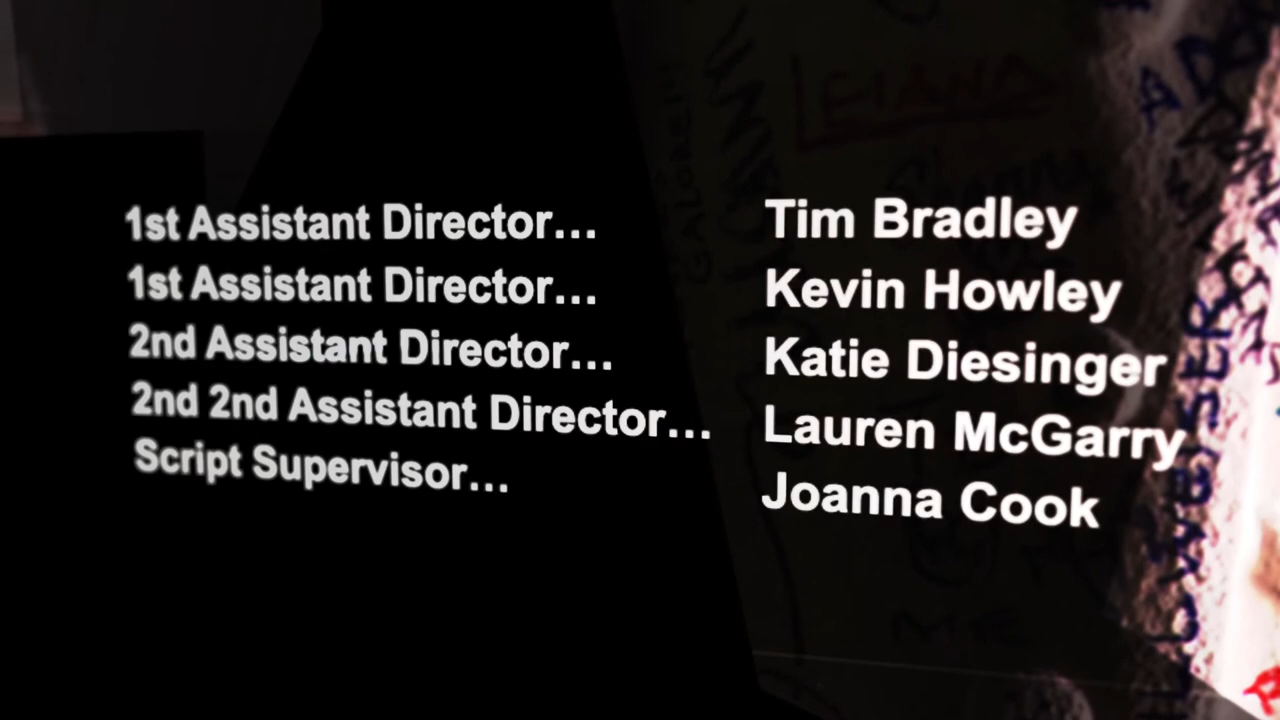 1st Assistant Director... Tim Bradley
1st Assistant Director... Kevin Howley
2nd Assistant Director... Katie Diesinger
2nd 2nd Assistant Director... Lauren McGarry
Script Supervisor... Joanna Cook
LEIANA